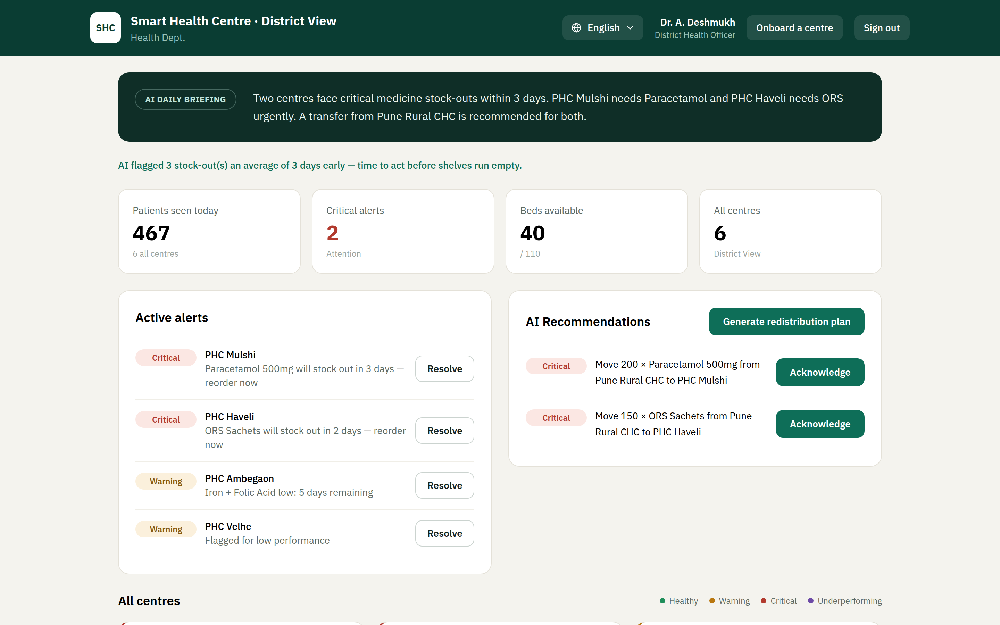 SHC
Smart Health Centre · District View
Health Dept.
English
Dr. A. Deshmukh
District Health Officer
Onboard a centre
Sign out
AI DAILY BRIEFING
Two centres face critical medicine stock-outs within 3 days. PHC Mulshi needs Paracetamol and PHC Haveli needs ORS
urgently. A transfer from Pune Rural CHC is recommended for both.
AI flagged 3 stock-out(s) an average of 3 days early — time to act before shelves run empty.
Patients seen today
467
6 all centres
Critical alerts
2
Attention
Beds available
40
/ 110
All centres
6
District View
Active alerts
Critical
PHC Mulshi
Paracetamol 500mg will stock out in 3 days —
reorder now
Resolve
Critical
PHC Haveli
ORS Sachets will stock out in 2 days — reorder
now
Resolve
Warning
PHC Ambegaon
Iron + Folic Acid low: 5 days remaining
Resolve
Warning
PHC Velhe
Flagged for low performance
Resolve
AI Recommendations
Generate redistribution plan
Critical
Move 200 × Paracetamol 500mg from
Pune Rural CHC to PHC Mulshi
Acknowledge
Critical
Move 150 × ORS Sachets from Pune
Rural CHC to PHC Haveli
Acknowledge
All centres
Healthy
Warning
Critical
Underperforming